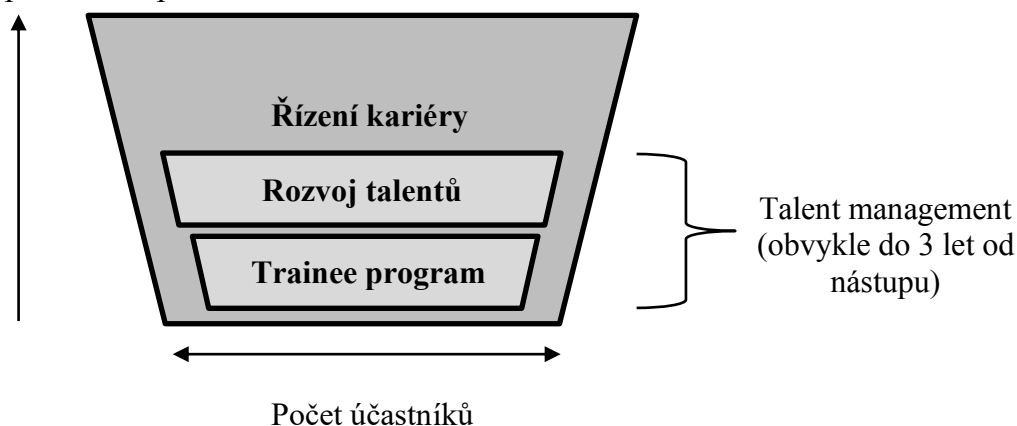 Řízení kariéry
Rozvoj talentů
Trainee program
Talent management
(obvykle do 3 let od
nástupu)
Počet účastníků